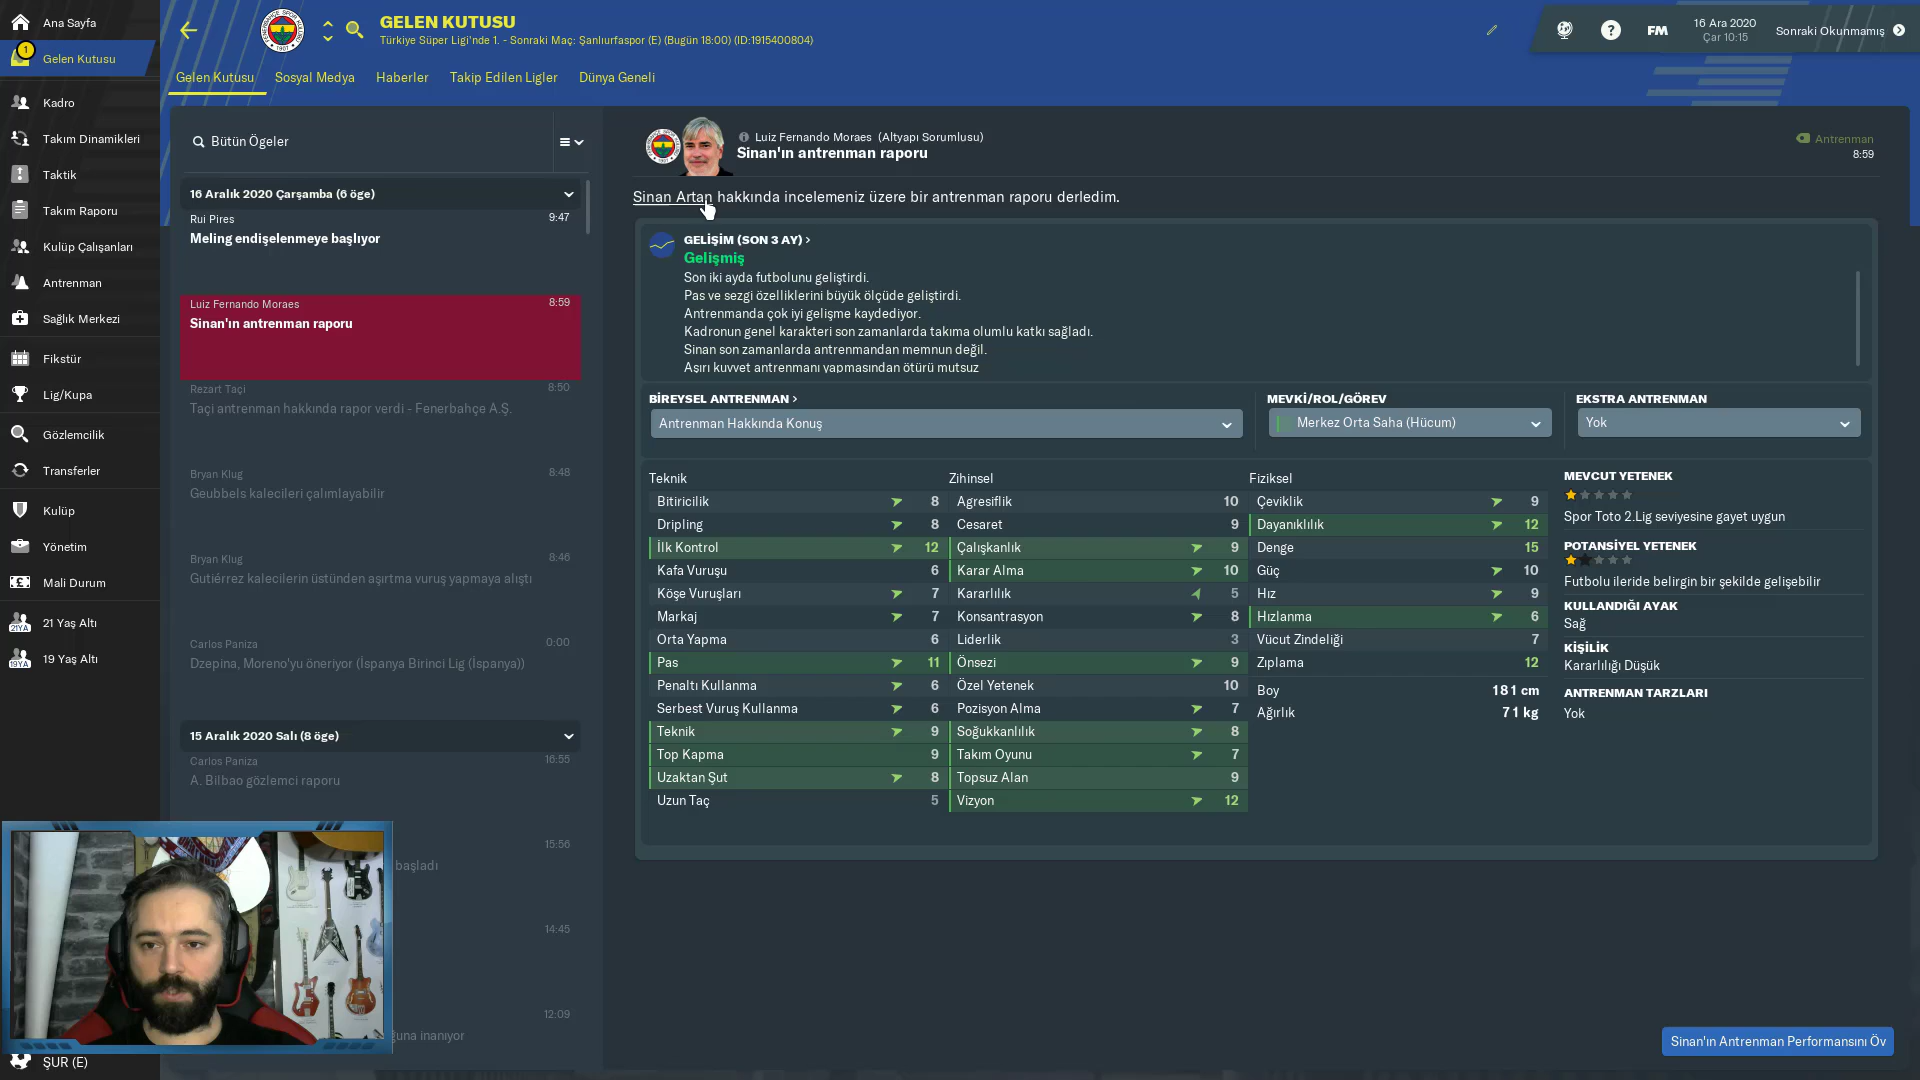 Ana Sayfa
1
Gelen Kutusu
Kadro
Takım Dinamikleri
Taktik
Takım Raporu
Kulüp Çalışanları
Antrenman
Sağlık Merkezi
Fikstür
Lig/Kupa
Gözlemcilik
Transferler
Kulüp
Yönetim
Mali Durum
21YA
21 Yaş Altı
19YA
19 Yaş Altı
ŞUR (E)
GELEN KUTUSU
Türkiye Süper Ligi'nde 1. - Sonraki Maç: Şanlıurfaspor (E) (Bugün 18:00) (ID:1915400804)
FM
16 Ara 2020
Çar 10:15
Sonraki Okunmamış
Gelen Kutusu Sosyal Medya Haberler Takip Edilen Ligler Dünya Geneli
Bütün Ögeler
16 Aralık 2020 Çarşamba (6 öge)
Rui Pires 9:47
Meling endişelenmeye başlıyor
Luiz Fernando Moraes 8:59
Sinan'ın antrenman raporu
Rezart Taçi 8:50
Taçi antrenman hakkında rapor verdi - Fenerbahçe A.Ş.
Bryan Klug 8:48
Geubbels kalecileri çalımlayabilir
Bryan Klug 8:46
Gutiérrez kalecilerin üstünden aşırtma vuruş yapmaya alıştı
Carlos Paniza 0:00
Dzepina, Moreno'yu öneriyor (İspanya Birinci Lig (İspanya))
15 Aralık 2020 Salı (8 öge)
Carlos Paniza 16:55
A. Bilbao gözlemci raporu
15:56
başladı
14:45
12:09
ğuna inanıyor
Luiz Fernando Moraes (Altyapı Sorumlusu)
Sinan'ın antrenman raporu
Antrenman
8:59
Sinan Artan hakkında incelemeniz üzere bir antrenman raporu derledim.
GELİŞİM (SON 3 AY) >
Gelişmiş
Son iki ayda futbolunu geliştirdi.
Pas ve sezgi özelliklerini büyük ölçüde geliştirdi.
Antrenmanda çok iyi gelişme kaydediyor.
Kadronun genel karakteri son zamanlarda takıma olumlu katkı sağladı.
Sinan son zamanlarda antrenmandan memnun değil.
Aşırı kuvvet antrenmanı yapmasından ötürü mutsuz
BİREYSEL ANTRENMAN > MEVKİ/ROL/GÖREV EKSTRA ANTRENMAN
Antrenman Hakkında Konuş Merkez Orta Saha (Hücum) Yok
Teknik
Bitiricilik 8
Dripling 8
İlk Kontrol 12
Kafa Vuruşu 6
Köşe Vuruşları 7
Markaj 7
Orta Yapma 6
Pas 11
Penaltı Kullanma 6
Serbest Vuruş Kullanma 6
Teknik 9
Top Kapma 9
Uzaktan Şut 8
Uzun Taç 5
Zihinsel
Agresiflik 10
Cesaret 9
Çalışkanlık 9
Karar Alma 10
Kararlılık 5
Konsantrasyon 8
Liderlik 3
Önsezi 9
Özel Yetenek 10
Pozisyon Alma 7
Soğukkanlılık 8
Takım Oyunu 7
Topsuz Alan 9
Vizyon 12
Fiziksel
Çeviklik 9
Dayanıklılık 12
Denge 15
Güç 10
Hız 9
Hızlanma 6
Vücut Zindeliği 7
Zıplama 12
Boy 181 cm
Ağırlık 71 kg
MEVCUT YETENEK
Spor Toto 2.Lig seviyesine gayet uygun
POTANSİYEL YETENEK
Futbolu ileride belirgin bir şekilde gelişebilir
KULLANDIĞI AYAK
Sağ
KİŞİLİK
Kararlılığı Düşük
ANTRENMAN TARZLARI
Yok
Sinan'ın Antrenman Performansını Öv